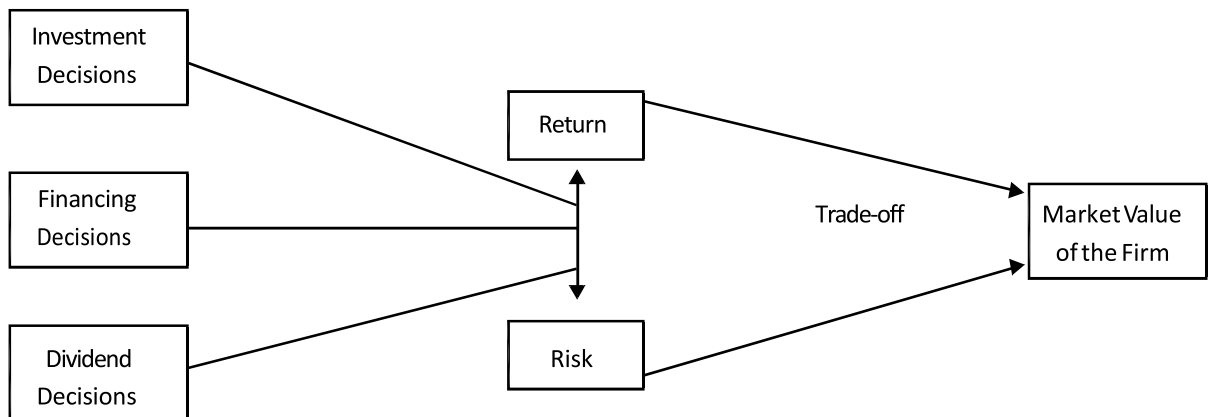 Investment
Decisions
Financing
Decisions
Dividend
Decisions
Return
Risk
Trade-off
Market Value
of the Firm